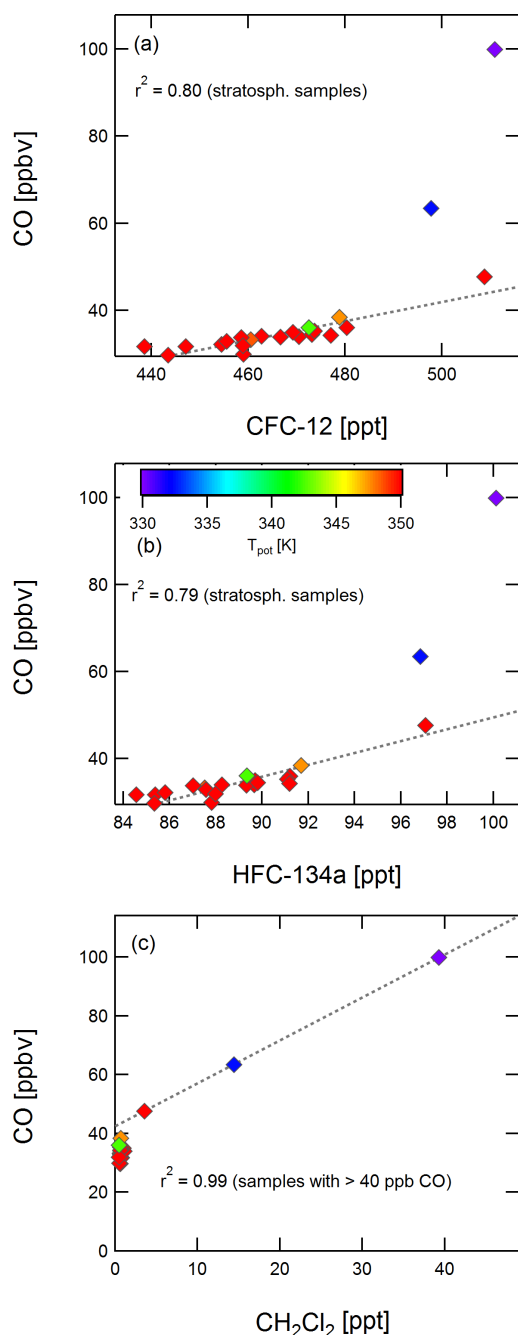 (a)
r² = 0.80 (stratosph. samples)
CO [ppbv]
100
80
60
40
440 460 480 500
CFC-12 [ppt]
330 335 340 345 350
T_pot [K]
(b)
r² = 0.79 (stratosph. samples)
CO [ppbv]
100
80
60
40
84 86 88 90 92 94 96 98 100
HFC-134a [ppt]
(c)
CO [ppbv]
100
80
60
40
20
0
r² = 0.99 (samples with > 40 ppb CO)
0 10 20 30 40
CH₂Cl₂ [ppt]